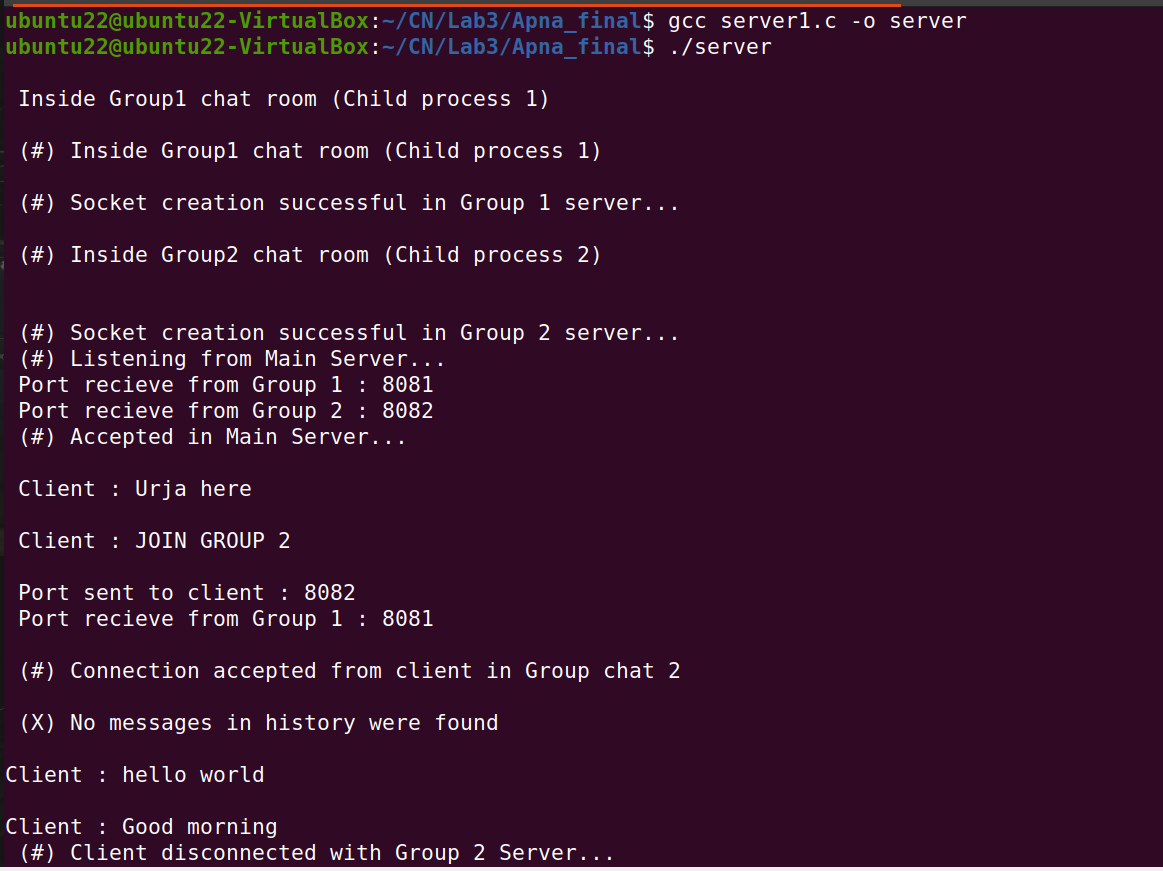 ubuntu22@ubuntu22-VirtualBox:~/CN/Lab3/Apna_final$ gcc server1.c -o server
ubuntu22@ubuntu22-VirtualBox:~/CN/Lab3/Apna_final$ ./server
Inside Group1 chat room (Child process 1)
(#) Inside Group1 chat room (Child process 1)
(#) Socket creation successful in Group 1 server...
(#) Inside Group2 chat room (Child process 2)
(#) Socket creation successful in Group 2 server...
(#) Listening from Main Server...
Port recieve from Group 1 : 8081
Port recieve from Group 2 : 8082
(#) Accepted in Main Server...
Client : Urja here
Client : JOIN GROUP 2
Port sent to client : 8082
Port recieve from Group 1 : 8081
(#) Connection accepted from client in Group chat 2
(X) No messages in history were found
Client : hello world
Client : Good morning
(#) Client disconnected with Group 2 Server...